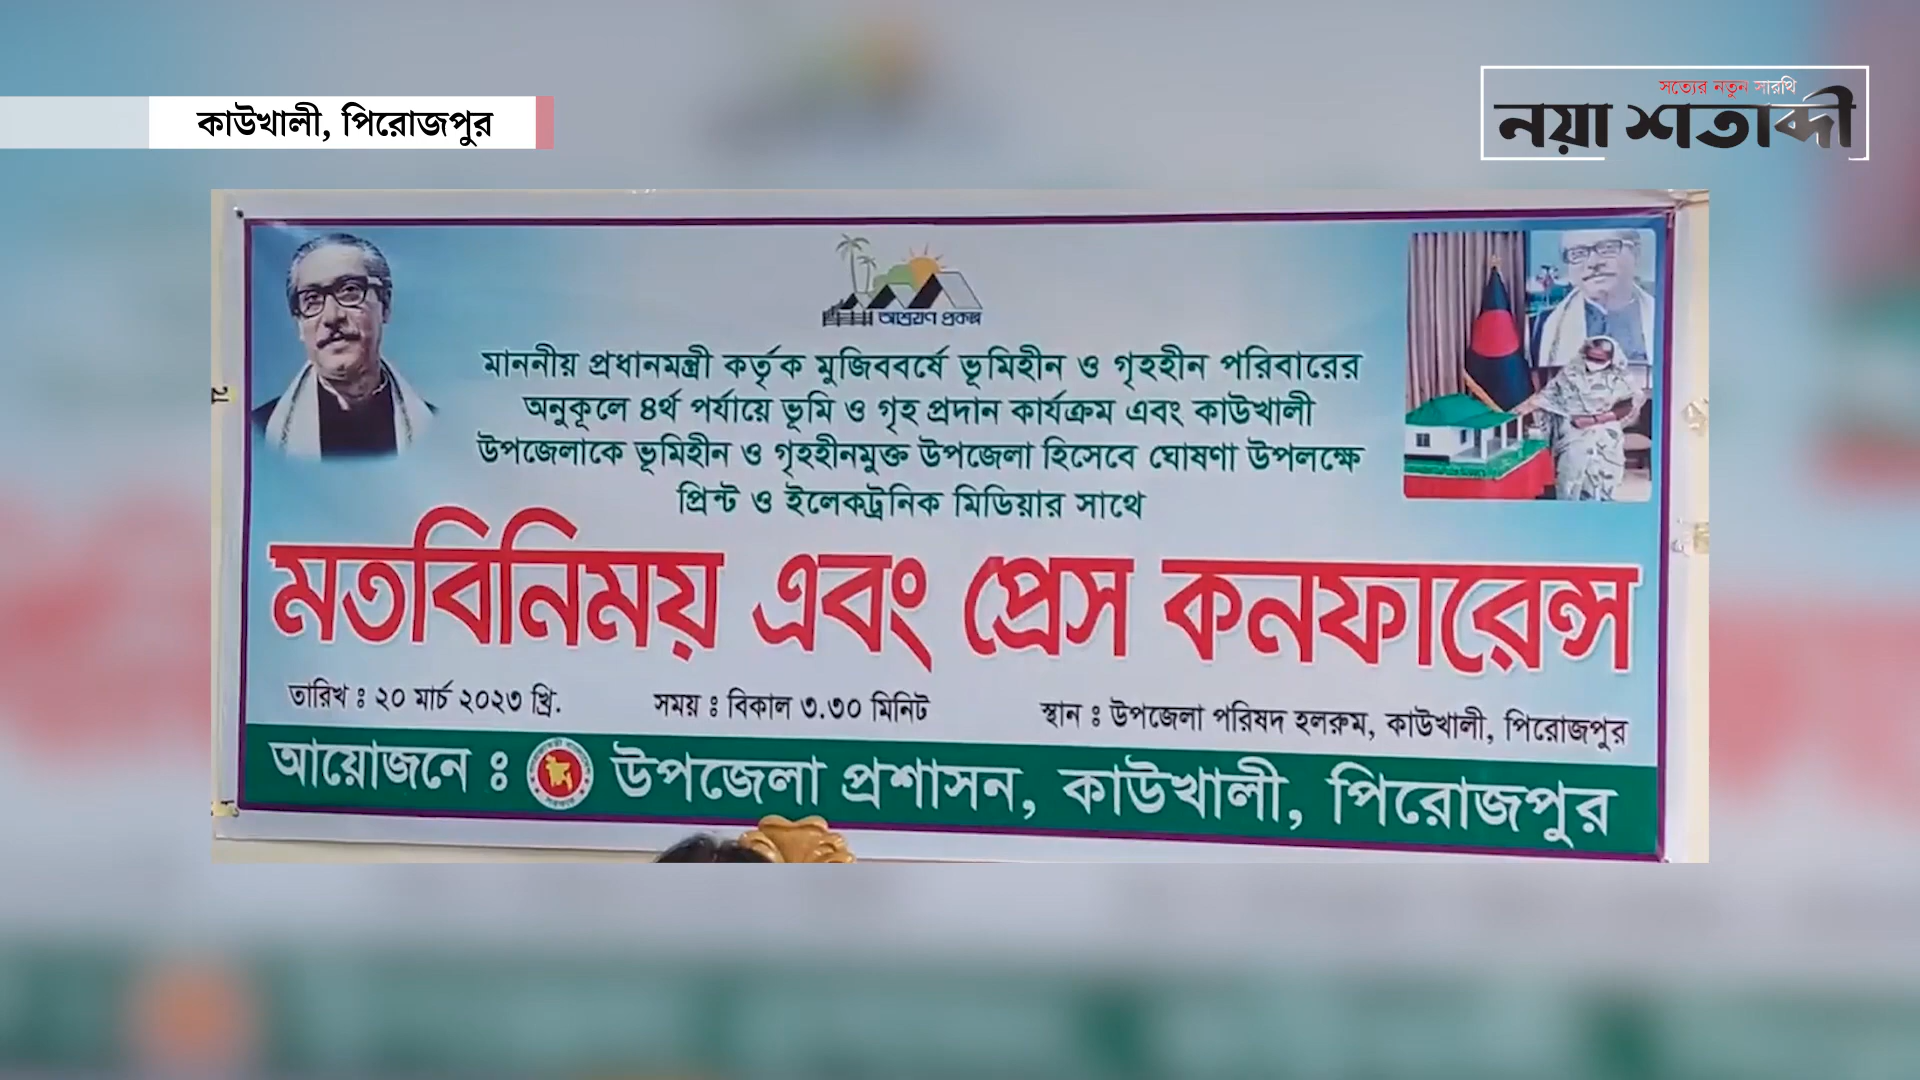 কাউখালী, পিরোজপুর
সত্যের নতুন সারথি
নয়া শতাব্দী
আশ্রয়ণ প্রকল্প
মাননীয় প্রধানমন্ত্রী কর্তৃক মুজিববর্ষে ভূমিহীন ও গৃহহীন পরিবারের
অনুকূলে ৪র্থ পর্যায়ে ভূমি ও গৃহ প্রদান কার্যক্রম এবং কাউখালী
উপজেলাকে ভূমিহীন ও গৃহহীনমুক্ত উপজেলা হিসেবে ঘোষণা উপলক্ষে
প্রিন্ট ও ইলেকট্রনিক মিডিয়ার সাথে
মতবিনিময় এবং প্রেস কনফারেন্স
তারিখ ঃ ২০ মার্চ ২০২৩ খ্রি. সময় ঃ বিকাল ৩.৩০ মিনিট স্থান ঃ উপজেলা পরিষদ হলরুম, কাউখালী, পিরোজপুর
আয়োজনে ঃ উপজেলা প্রশাসন, কাউখালী, পিরোজপুর